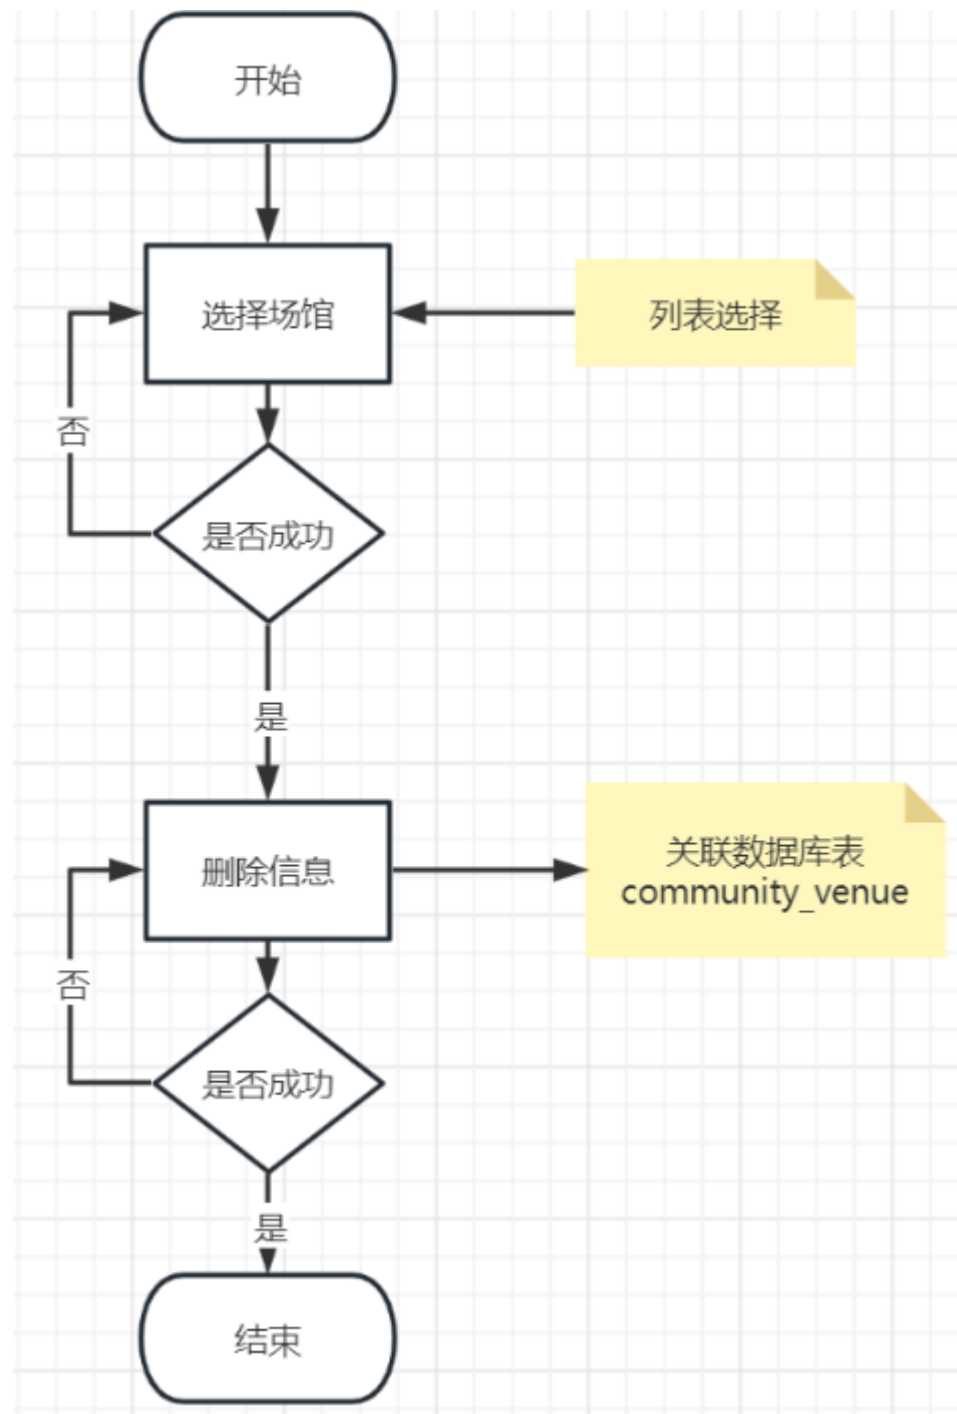 开始
选择场馆
列表选择
否
是否成功
是
删除信息
关联数据库表
community_venue
否
是否成功
是
结束